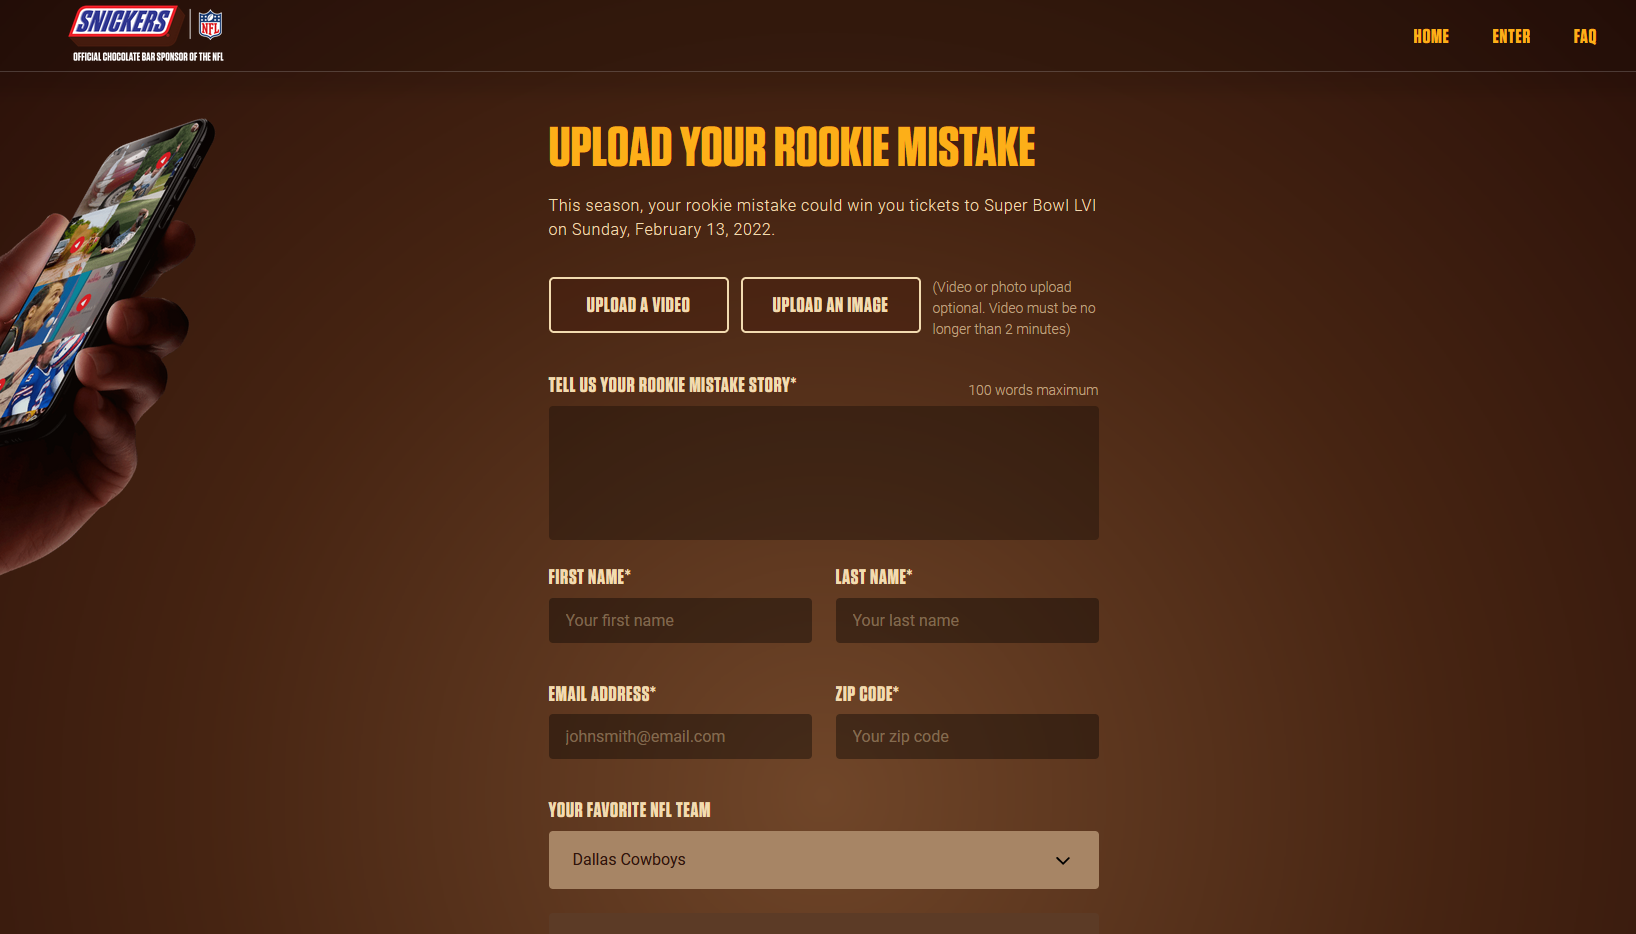 SNICKERS
NFL
OFFICIAL CHOCOLATE BAR SPONSOR OF THE NFL
HOME
ENTER
FAQ
UPLOAD YOUR ROOKIE MISTAKE
This season, your rookie mistake could win you tickets to Super Bowl LVI
on Sunday, February 13, 2022.
UPLOAD A VIDEO
UPLOAD AN IMAGE
(Video or photo upload
optional. Video must be no
longer than 2 minutes)
TELL US YOUR ROOKIE MISTAKE STORY*
100 words maximum
FIRST NAME*
LAST NAME*
Your first name
Your last name
EMAIL ADDRESS*
ZIP CODE*
johnsmith@email.com
Your zip code
YOUR FAVORITE NFL TEAM
Dallas Cowboys